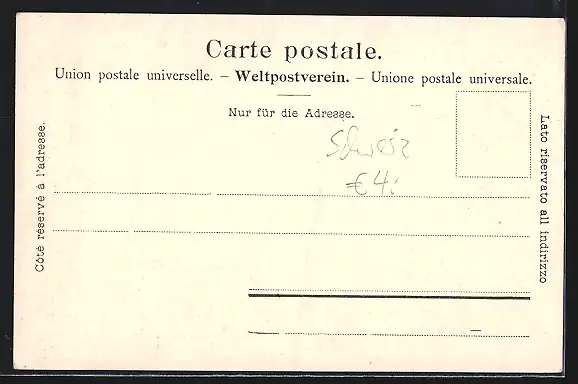 Carte postale.
Union postale universelle. – Weltpostverein. – Unione postale universale.
Nur für die Adresse.
Côté réservé à l'adresse.
Lato riservato all indirizzo
Schweiz
€ 4,-